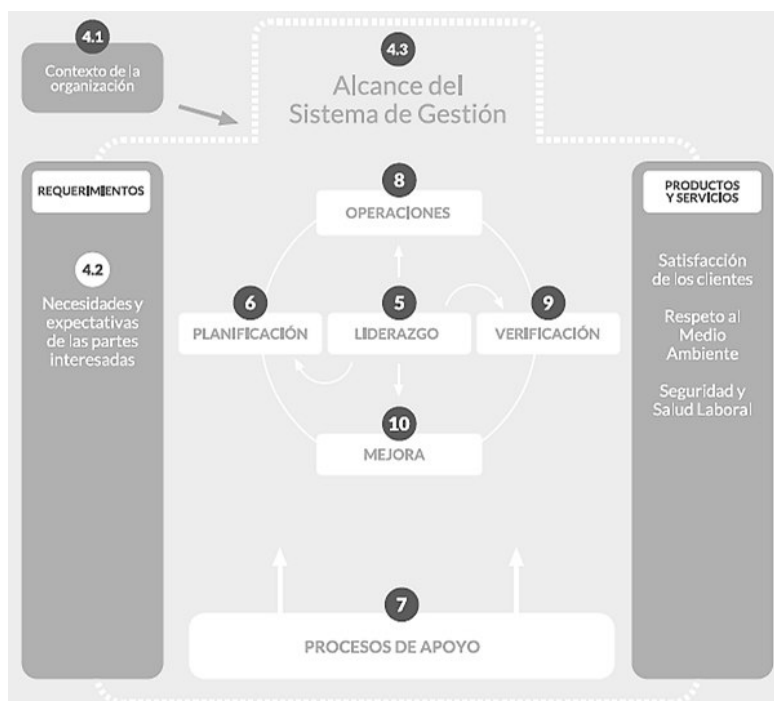 4.1
Contexto de la
organización
4.3
Alcance del
Sistema de Gestión
REQUERIMIENTOS
4.2
Necesidades y
expectativas
de las partes
interesadas
8
OPERACIONES
6
PLANIFICACIÓN
5
LIDERAZGO
9
VERIFICACIÓN
10
MEJORA
7
PROCESOS DE APOYO
PRODUCTOS
Y SERVICIOS
Satisfacción
de los clientes
Respeto al
Medio
Ambiente
Seguridad y
Salud Laboral